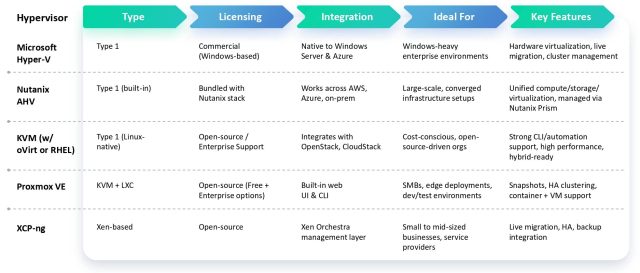 Hypervisor Type Licensing Integration Ideal For Key Features
Microsoft Type 1 Commercial Native to Windows Windows-heavy Hardware virtualization, live
Hyper-V (Windows-based) Server & Azure enterprise environments migration, cluster management
Nutanix Type 1 (built-in) Bundled with Works across AWS, Large-scale, converged Unified compute/storage/
AHV Nutanix stack Azure, on-prem infrastructure setups virtualization, managed via
Nutanix Prism
KVM (w/ Type 1 (Linux- Open-source / Integrates with Cost-conscious, open- Strong CLI/automation
oVirt or RHEL) native) Enterprise Support OpenStack, CloudStack source-driven orgs support, high performance,
hybrid-ready
Proxmox VE KVM + LXC Open-source (Free + Built-in web SMBs, edge deployments, Snapshots, HA clustering,
Enterprise options) UI & CLI dev/test environments container + VM support
XCP-ng Xen-based Open-source Xen Orchestra Small to mid-sized Live migration, HA, backup
management layer businesses, service integration
providers